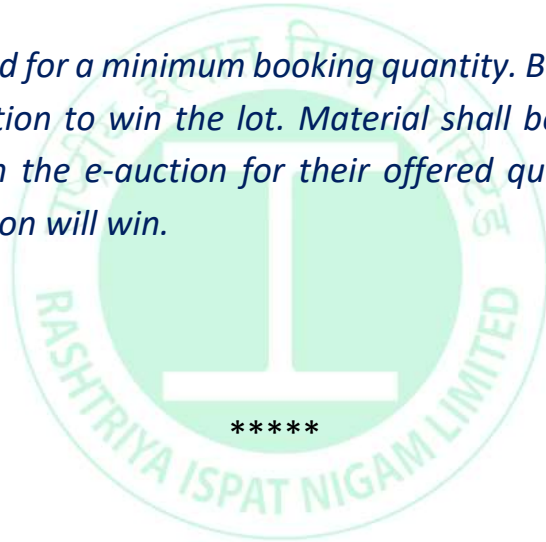 d for a minimum booking quantity. B
tion to win the lot. Material shall b
n the e-auction for their offered qu
on will win.
*****
RASHTRIYA ISPAT NIGAM LIMITED